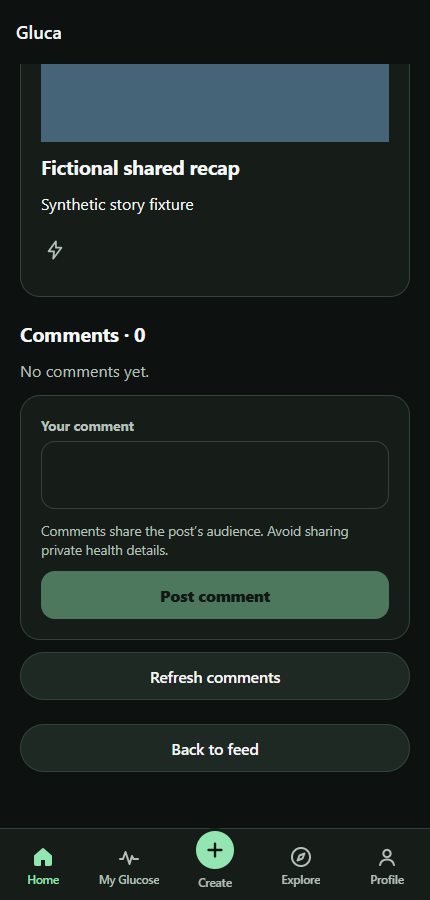 Gluca
Fictional shared recap
Synthetic story fixture
Comments · 0
No comments yet.
Your comment
Comments share the post’s audience. Avoid sharing
private health details.
Post comment
Refresh comments
Back to feed
Home
My Glucose
Create
Explore
Profile